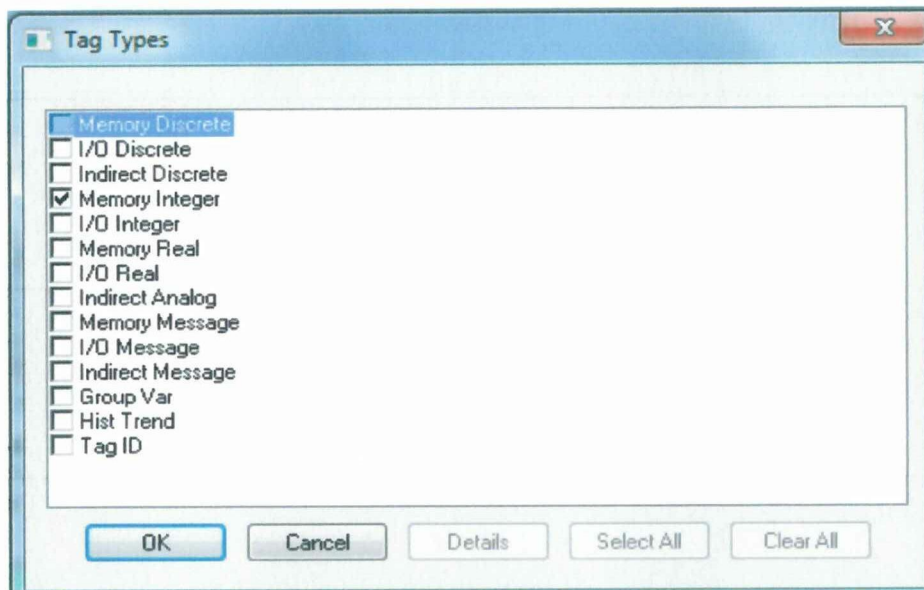 Tag Types
Memory Discrete
I/O Discrete
Indirect Discrete
Memory Integer
I/O Integer
Memory Real
I/O Real
Indirect Analog
Memory Message
I/O Message
Indirect Message
Group Var
Hist Trend
Tag ID
OK Cancel Details Select All Clear All